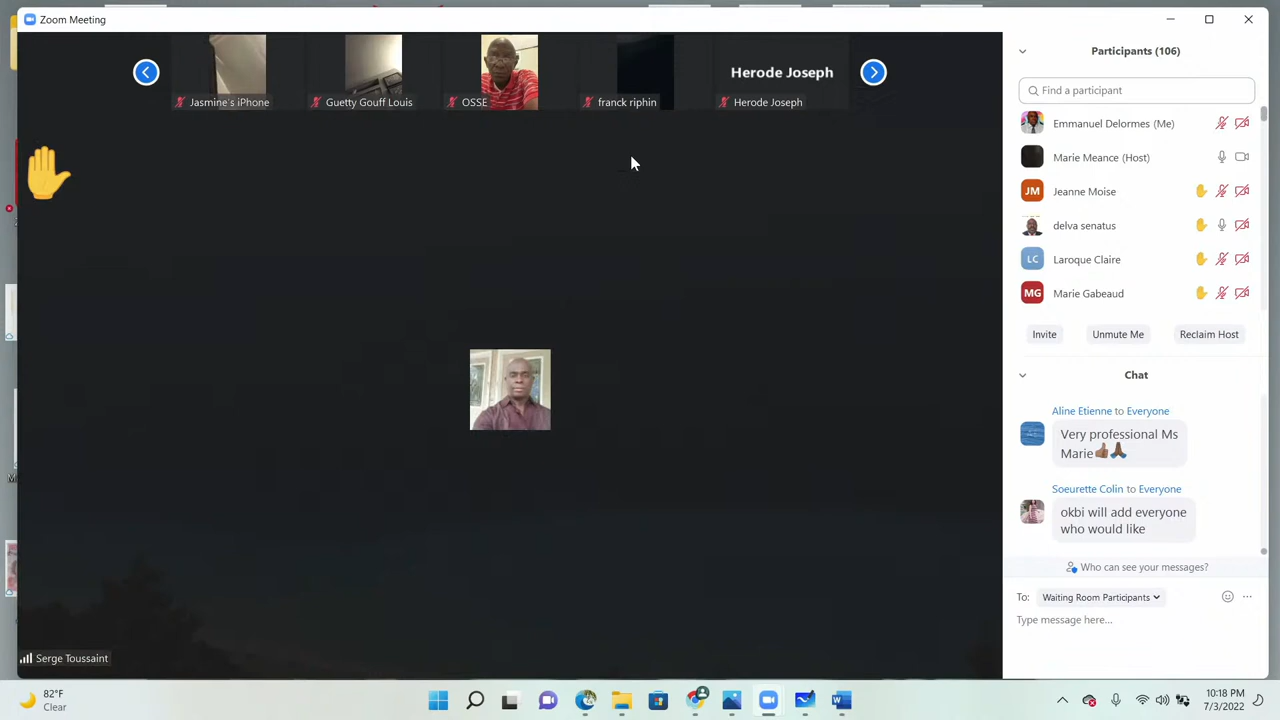 Zoom Meeting
Jasmine's iPhone
Guetty Gouff Louis
OSSE
franck riphin
Herode Joseph
Herode Joseph
Serge Toussaint
Participants (106)
Find a participant
Emmanuel Delormes (Me)
Marie Meance (Host)
JM Jeanne Moise
delva senatus
LC Laroque Claire
MG Marie Gabeaud
Invite Unmute Me Reclaim Host
Chat
Aline Etienne to Everyone
Very professional Ms
Marie👍🏾🙏🏾
Soeurette Colin to Everyone
okbi will add everyone
who would like
Who can see your messages?
To: Waiting Room Participants
Type message here...
82°F
Clear
10:18 PM
7/3/2022